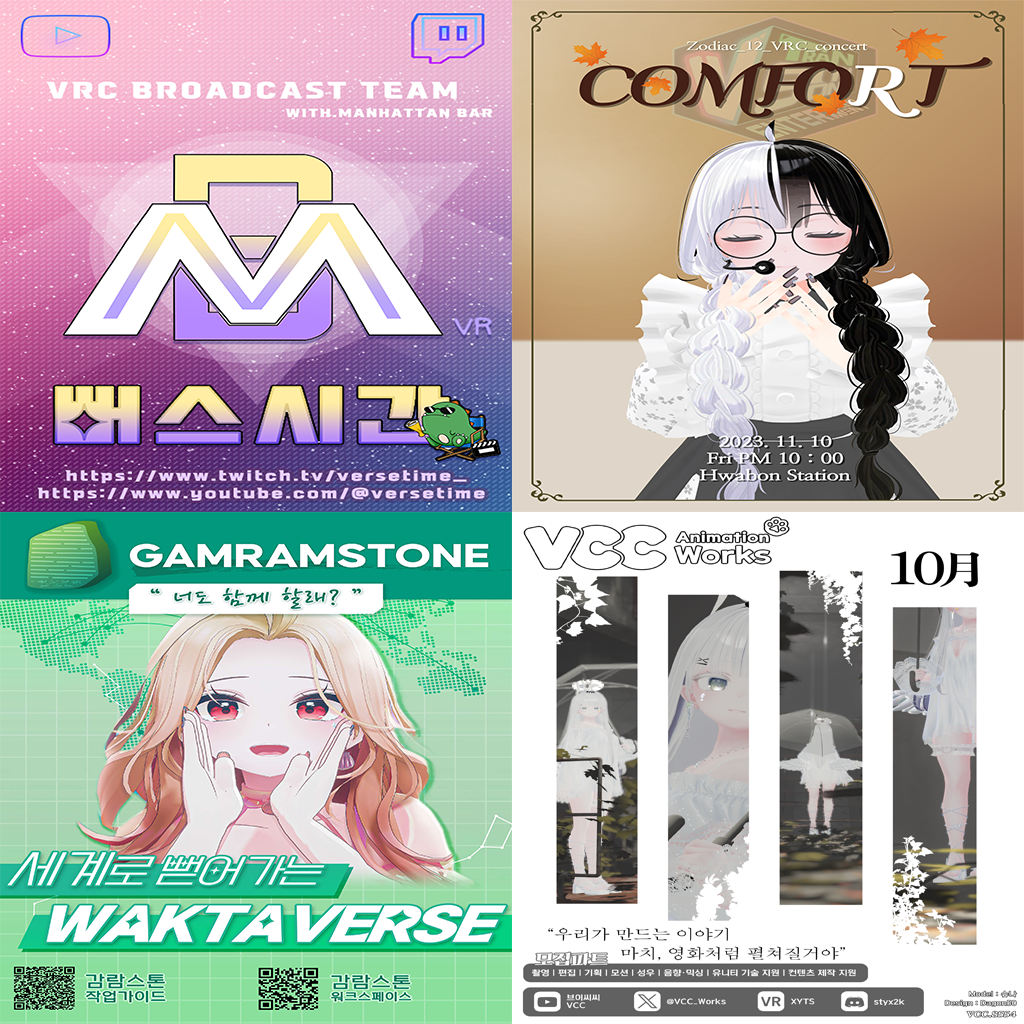 VRC BROADCAST TEAM
WITH.MANHATTAN BAR
VR
뻐스시간
https://www.twitch.tv/versetime_
https://www.youtube.com/@versetime
Zodiac_12_VRC_concert
COMFORT
2023. 11. 10
Fri PM 10 : 00
Hwabon Station
GAMRAMSTONE
“ 너도 함께 할래? ”
세계로 뻗어가는
WAKTAVERSE
감람스톤
작업가이드
감람스톤
워크스페이스
VCC Animation
Works
10月
“우리가 만드는 이야기
마치, 영화처럼 펼쳐질거야”
모집파트
촬영 | 편집 | 기획 | 모션 | 성우 | 음향·믹싱 | 유니티 기술 지원 | 컨텐츠 제작 지원
브이씨씨
VCC
@VCC_Works
VR
XYTS
styx2k
Model : 슈나